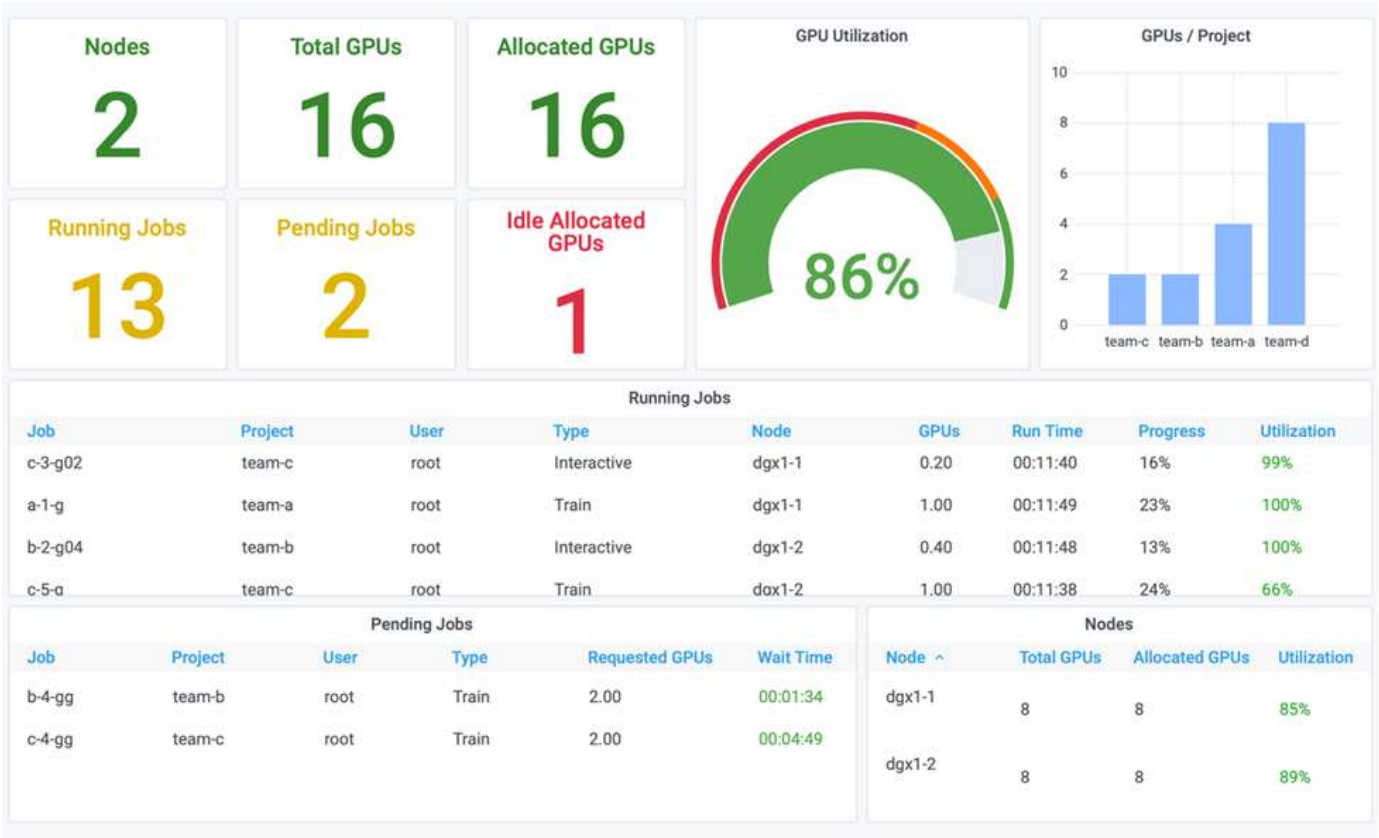 Nodes
2
Total GPUs
16
Allocated GPUs
16
Running Jobs
13
Pending Jobs
2
Idle Allocated
GPUs
1
GPU Utilization
86%
GPUs / Project
10
8
6
4
2
0
team-c team-b team-a team-d
Running Jobs
Job Project User Type Node GPUs Run Time Progress Utilization
c-3-g02 team-c root Interactive dgx1-1 0.20 00:11:40 16% 99%
a-1-g team-a root Train dgx1-1 1.00 00:11:49 23% 100%
b-2-g04 team-b root Interactive dgx1-2 0.40 00:11:48 13% 100%
c-5-g team-c root Train dgx1-2 1.00 00:11:38 24% 66%
Pending Jobs
Job Project User Type Requested GPUs Wait Time
b-4-gg team-b root Train 2.00 00:01:34
c-4-gg team-c root Train 2.00 00:04:49
Nodes
Node Total GPUs Allocated GPUs Utilization
dgx1-1 8 8 85%
dgx1-2 8 8 89%